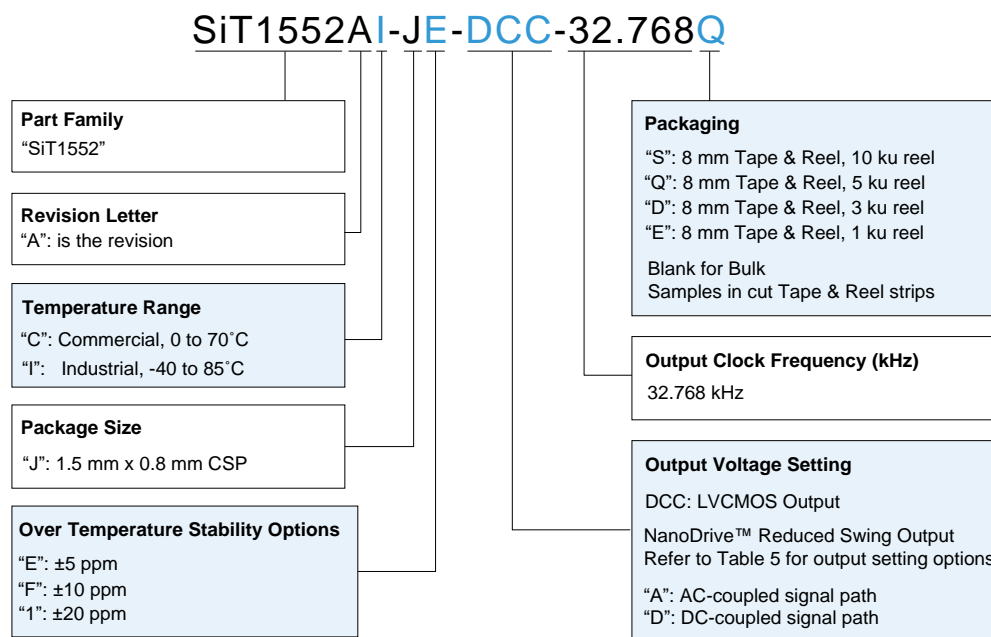 SiT1552AI-JE-DCC-32.768Q
Part Family
“SiT1552”
Revision Letter
“A”: is the revision
Temperature Range
“C”: Commercial, 0 to 70˚C
“I”: Industrial, -40 to 85˚C
Package Size
“J”: 1.5 mm x 0.8 mm CSP
Over Temperature Stability Options
“E”: ±5 ppm
“F”: ±10 ppm
“1”: ±20 ppm
Packaging
“S”: 8 mm Tape & Reel, 10 ku reel
“Q”: 8 mm Tape & Reel, 5 ku reel
“D”: 8 mm Tape & Reel, 3 ku reel
“E”: 8 mm Tape & Reel, 1 ku reel
Blank for Bulk
Samples in cut Tape & Reel strips
Output Clock Frequency (kHz)
32.768 kHz
Output Voltage Setting
DCC: LVCMOS Output
NanoDrive™ Reduced Swing Output
Refer to Table 5 for output setting options
“A”: AC-coupled signal path
“D”: DC-coupled signal path